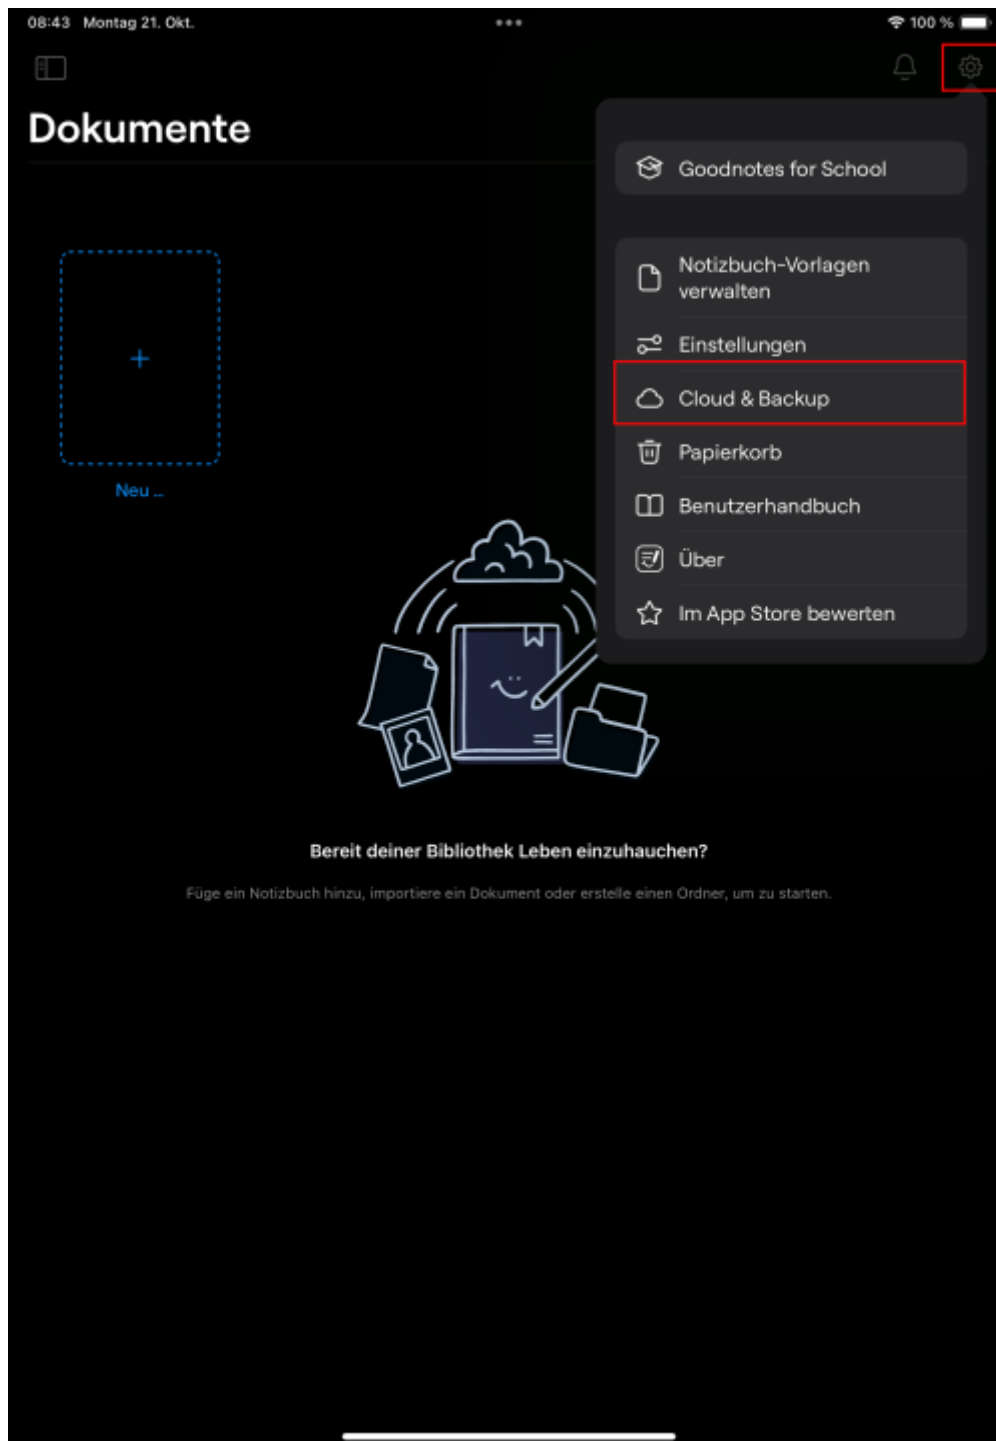 08:43 Montag 21. Okt.
100 %
Dokumente
Goodnotes for School
Notizbuch-Vorlagen
verwalten
Einstellungen
Cloud & Backup
Papierkorb
Benutzerhandbuch
Über
Im App Store bewerten
Neu ...
Bereit deiner Bibliothek Leben einzuhauchen?
Füge ein Notizbuch hinzu, importiere ein Dokument oder erstelle einen Ordner, um zu starten.